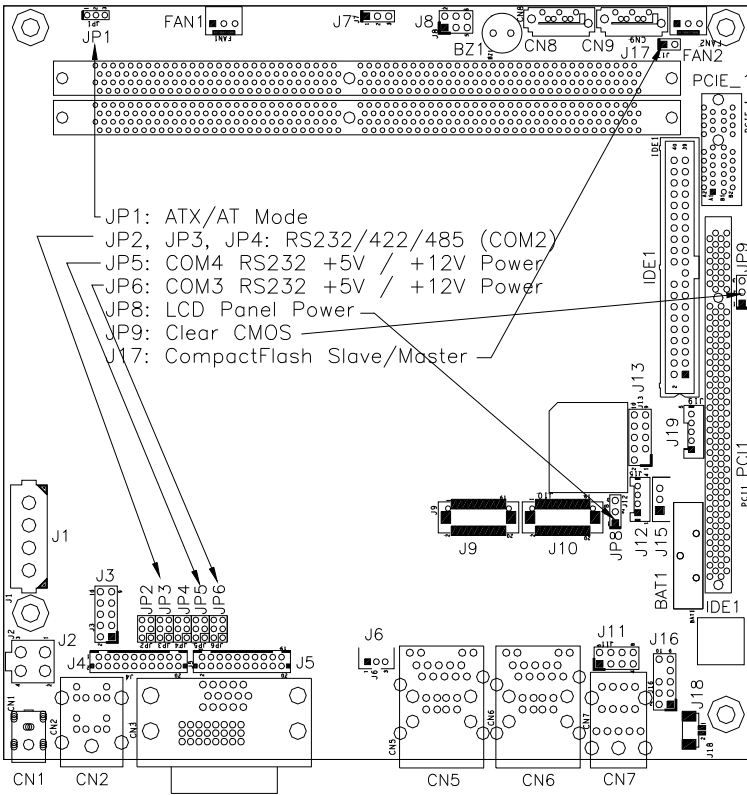 JP1
FAN1
J7
J8
BZ1
CN8
CN9
J17
FAN2
PCIE_1
JP1: ATX/AT Mode
JP2, JP3, JP4: RS232/422/485 (COM2)
JP5: COM4 RS232 +5V / +12V Power
JP6: COM3 RS232 +5V / +12V Power
JP8: LCD Panel Power
JP9: Clear CMOS
J17: CompactFlash Slave/Master
IDE1
JP9
J13
J19
PCI1
J1
J9
J10
JP8
J12
J15
BAT1
IDE1
J3
JP2
JP3
JP4
JP5
JP6
J2
J4
J5
J6
J11
J16
J18
CN1
CN2
CN3
CN5
CN6
CN7